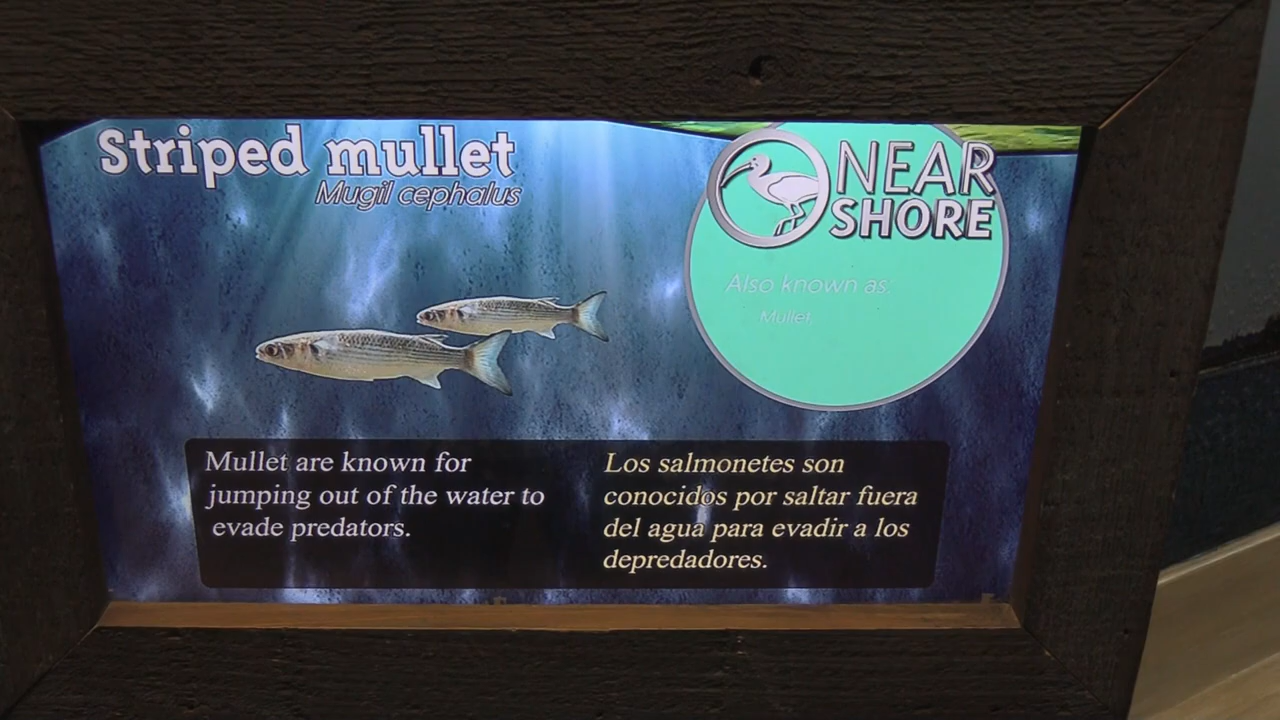 Striped mullet
Mugil cephalus
NEAR
SHORE
Also known as:
Mullet
Mullet are known for
jumping out of the water to
evade predators.
Los salmonetes son
conocidos por saltar fuera
del agua para evadir a los
depredadores.